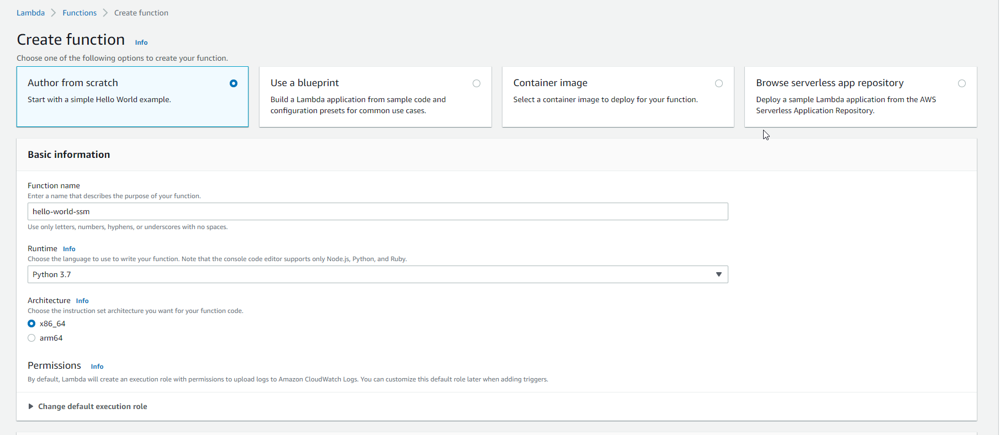 Lambda > Functions > Create function
Create function Info
Choose one of the following options to create your function.
Author from scratch
Start with a simple Hello World example.
Use a blueprint
Build a Lambda application from sample code and
configuration presets for common use cases.
Container image
Select a container image to deploy for your function.
Browse serverless app repository
Deploy a sample Lambda application from the AWS
Serverless Application Repository.
Basic information
Function name
Enter a name that describes the purpose of your function.
hello-world-ssm
Use only letters, numbers, hyphens, or underscores with no spaces.
Runtime Info
Choose the language to use to write your function. Note that the console code editor supports only Node.js, Python, and Ruby.
Python 3.7
Architecture Info
Choose the instruction set architecture you want for your function code.
x86_64
arm64
Permissions Info
By default, Lambda will create an execution role with permissions to upload logs to Amazon CloudWatch Logs. You can customize this default role later when adding triggers.
Change default execution role